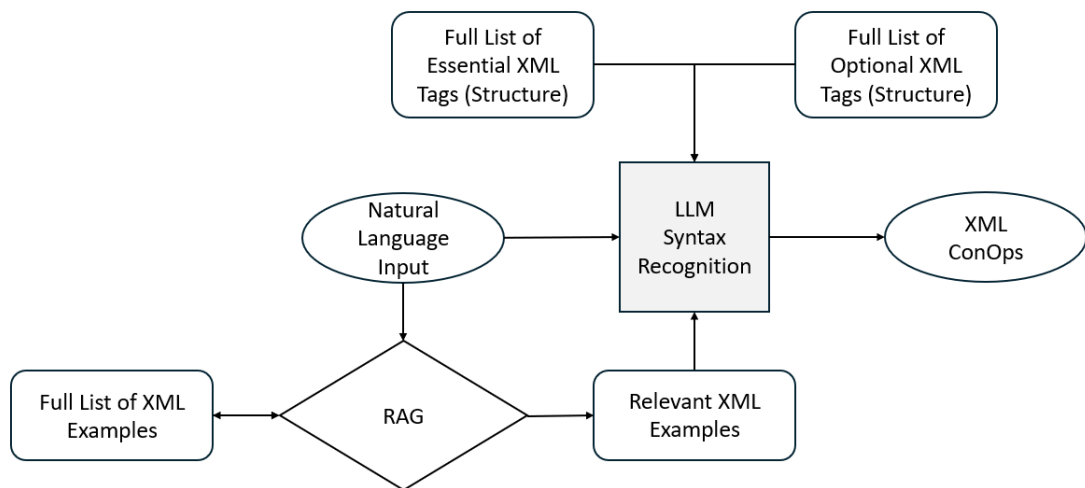 Full List of
Essential XML
Tags (Structure)
Full List of
Optional XML
Tags (Structure)
Natural
Language
Input
LLM
Syntax
Recognition
XML
ConOps
Full List of XML
Examples
RAG
Relevant XML
Examples